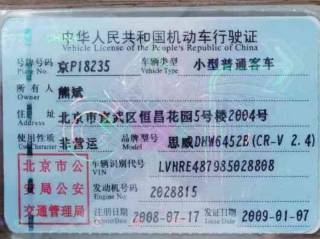 中华人民共和国机动车行驶证
Vehicle License of the People's Republic of China
号牌号码 京P18235 车辆类型 小型普通客车
Plate No. Vehicle Type
所有人 熊斌
Owner
住址 北京市宣武区恒昌花园5号楼2004号
Address
使用性质 非营运 品牌型号 思威DHW6452B(CR-V 2.4)
北京市公安局公安交通管理局
车辆识别代号 LVHRE487985028808
VIN
发动机号码 2028815
注册日期 2008-07-17 发证日期 2009-01-07
Issue Date